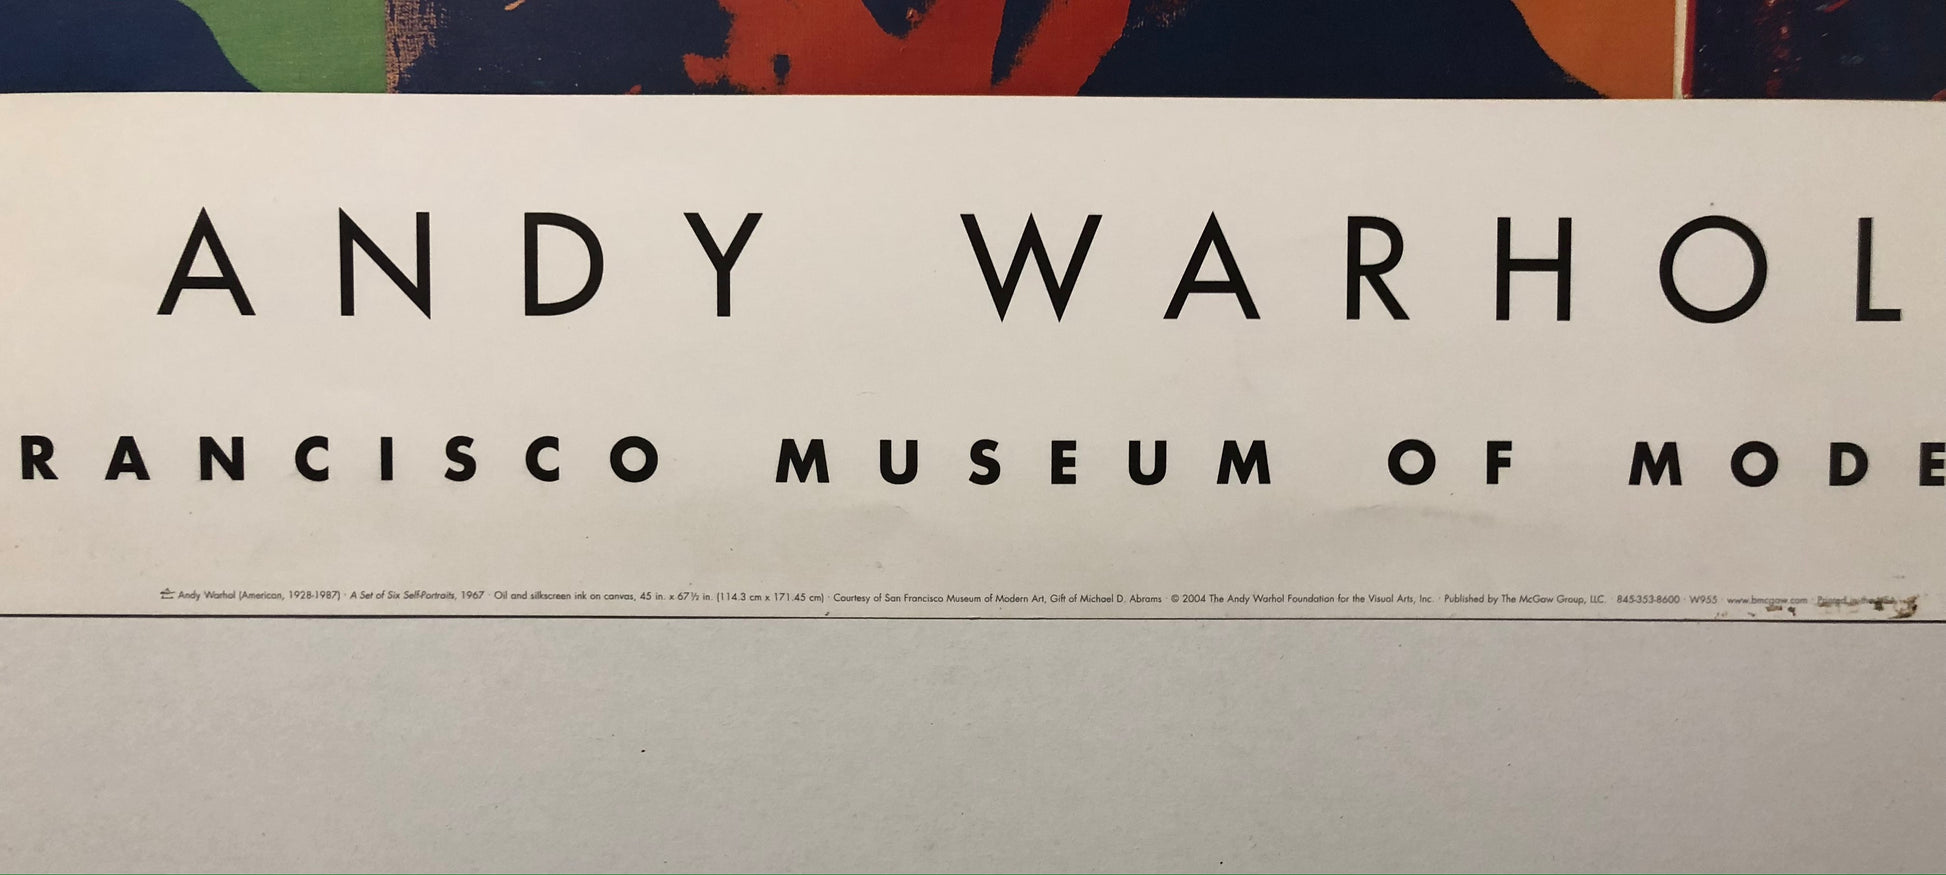 ANDY WARHOL
RANCISCO MUSEUM OF MODE
Andy Warhol (American, 1928-1987) · A Set of Six Self-Portraits, 1967 · Oil and silkscreen ink on canvas, 45 in. x 67½ in. (114.3 cm x 171.45 cm) · Courtesy of San Francisco Museum of Modern Art, Gift of Michael D. Abrams · © 2004 The Andy Warhol Foundation for the Visual Arts, Inc. · Published by The McGaw Group, LLC. · 845-353-8600 · W955 · www.bmcgaw.com · Printed in the